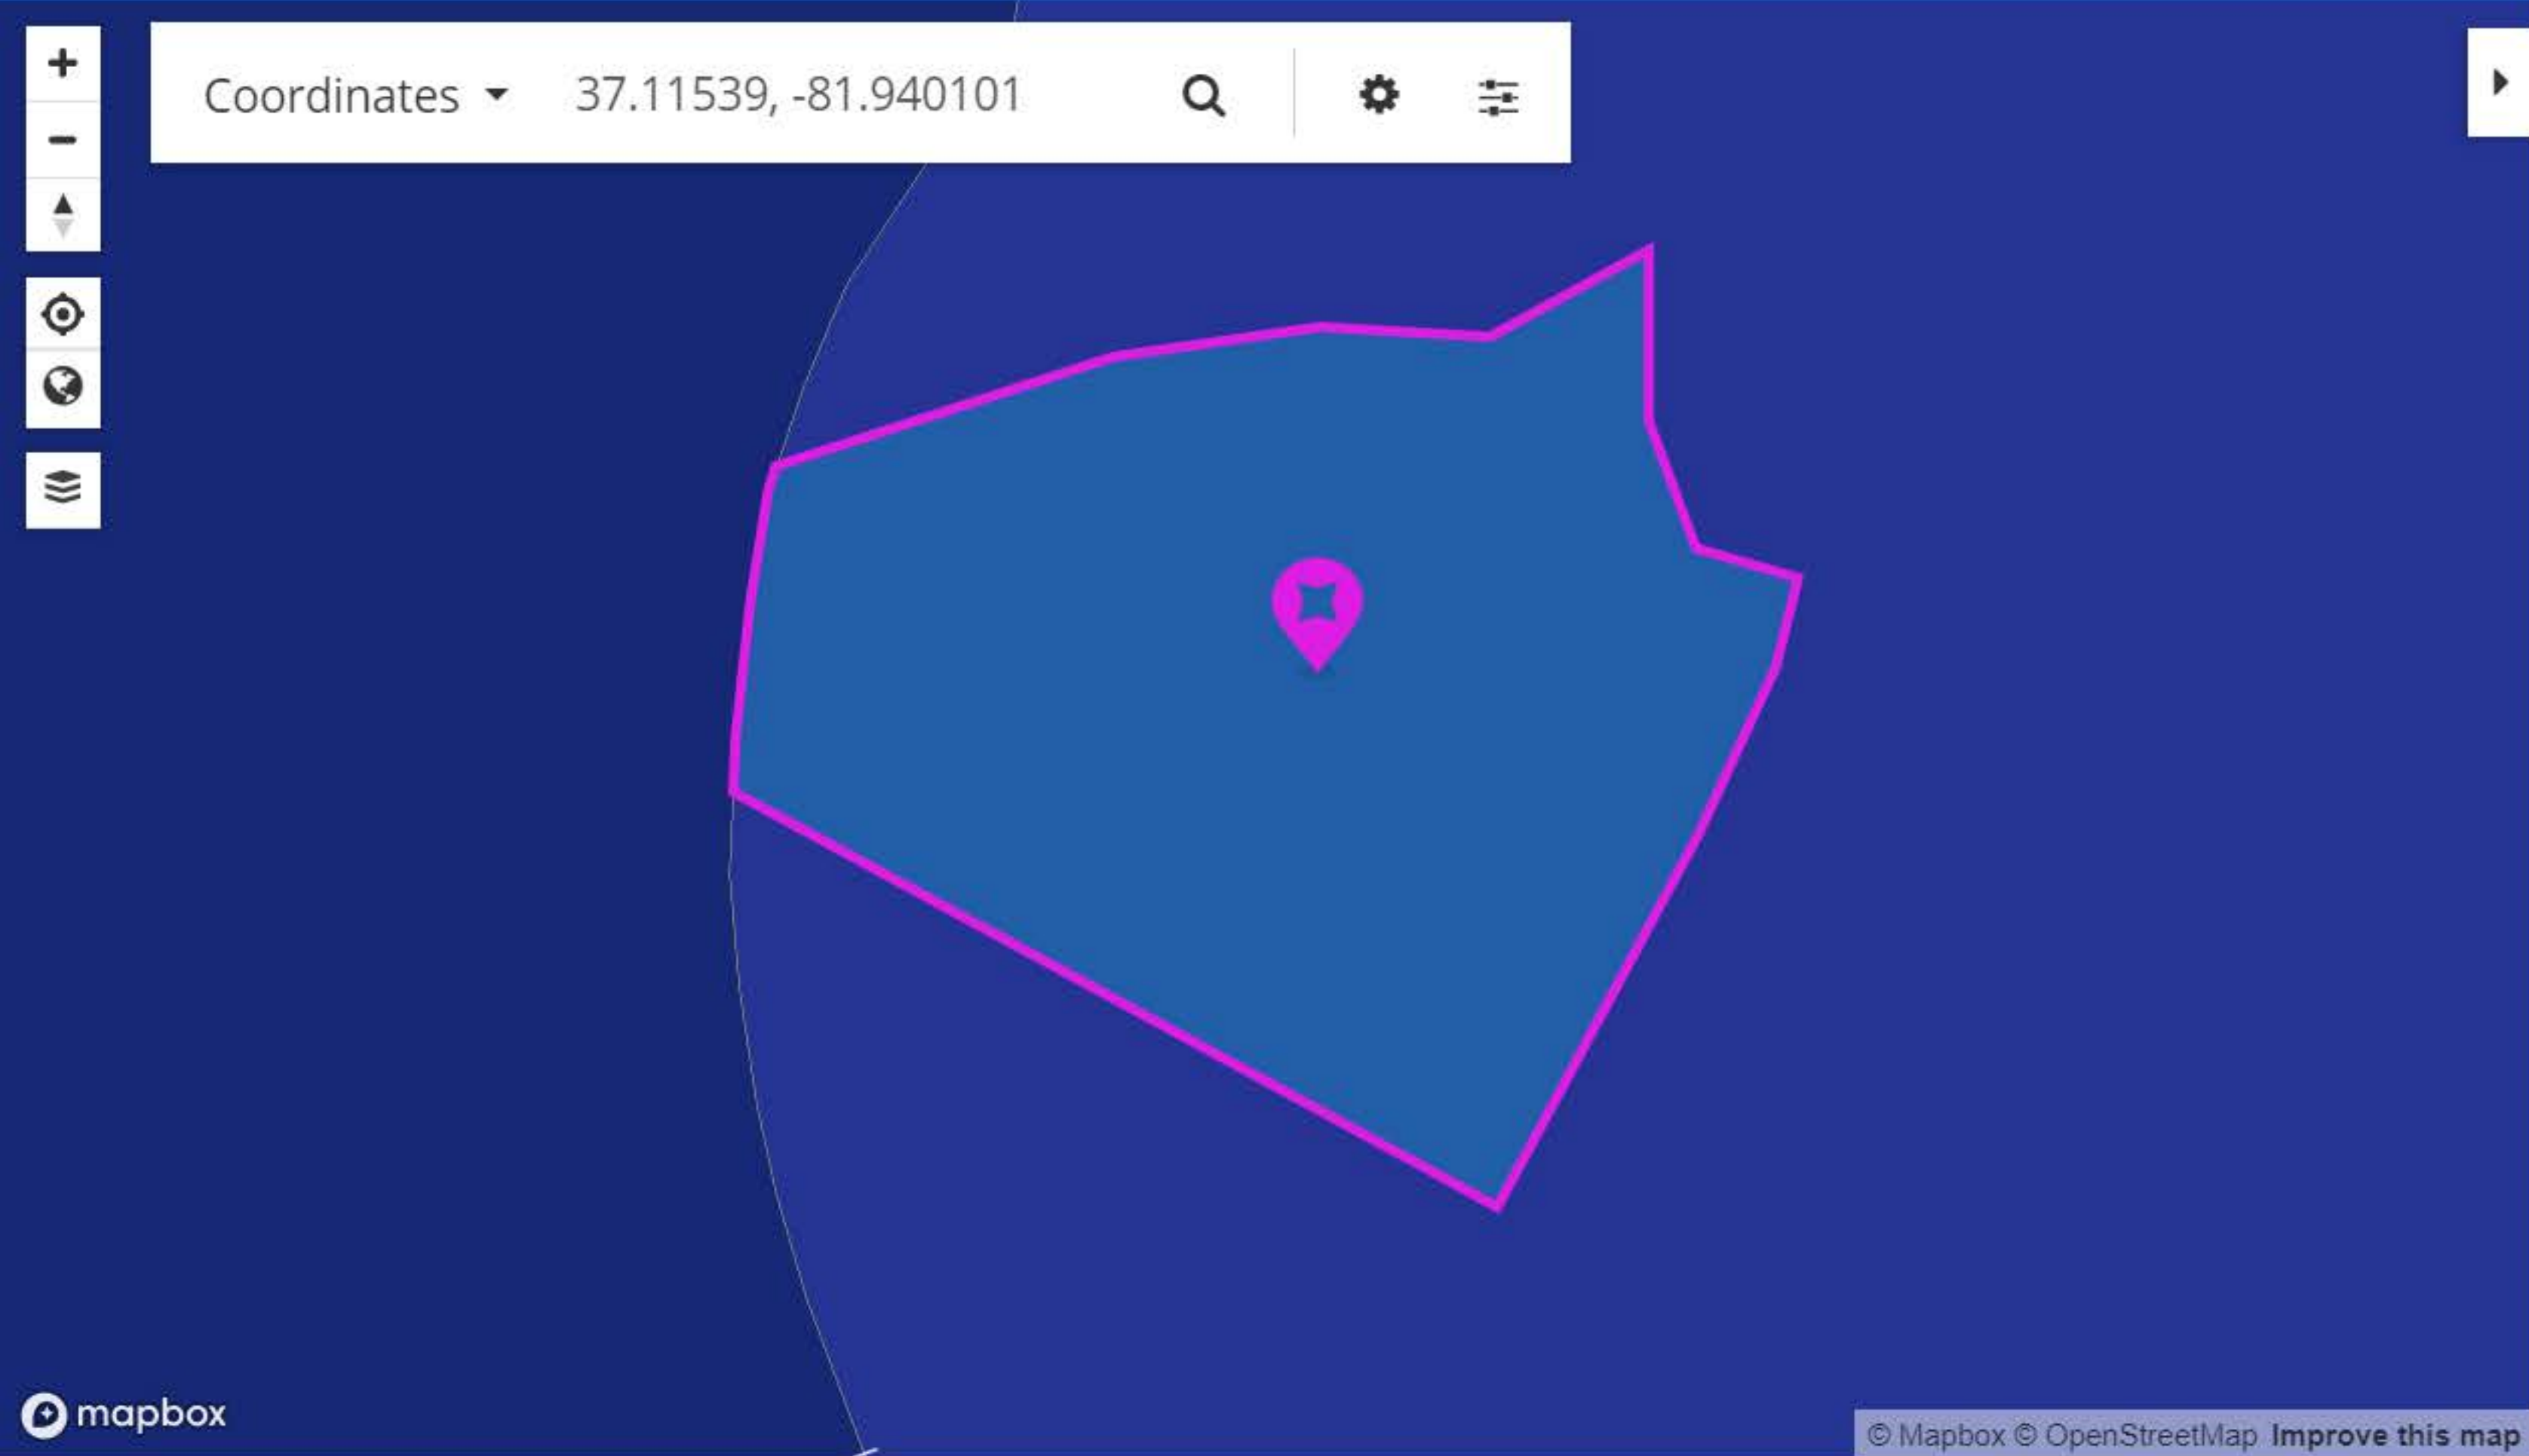 Coordinates 37.11539, -81.940101
mapbox
© Mapbox © OpenStreetMap Improve this map